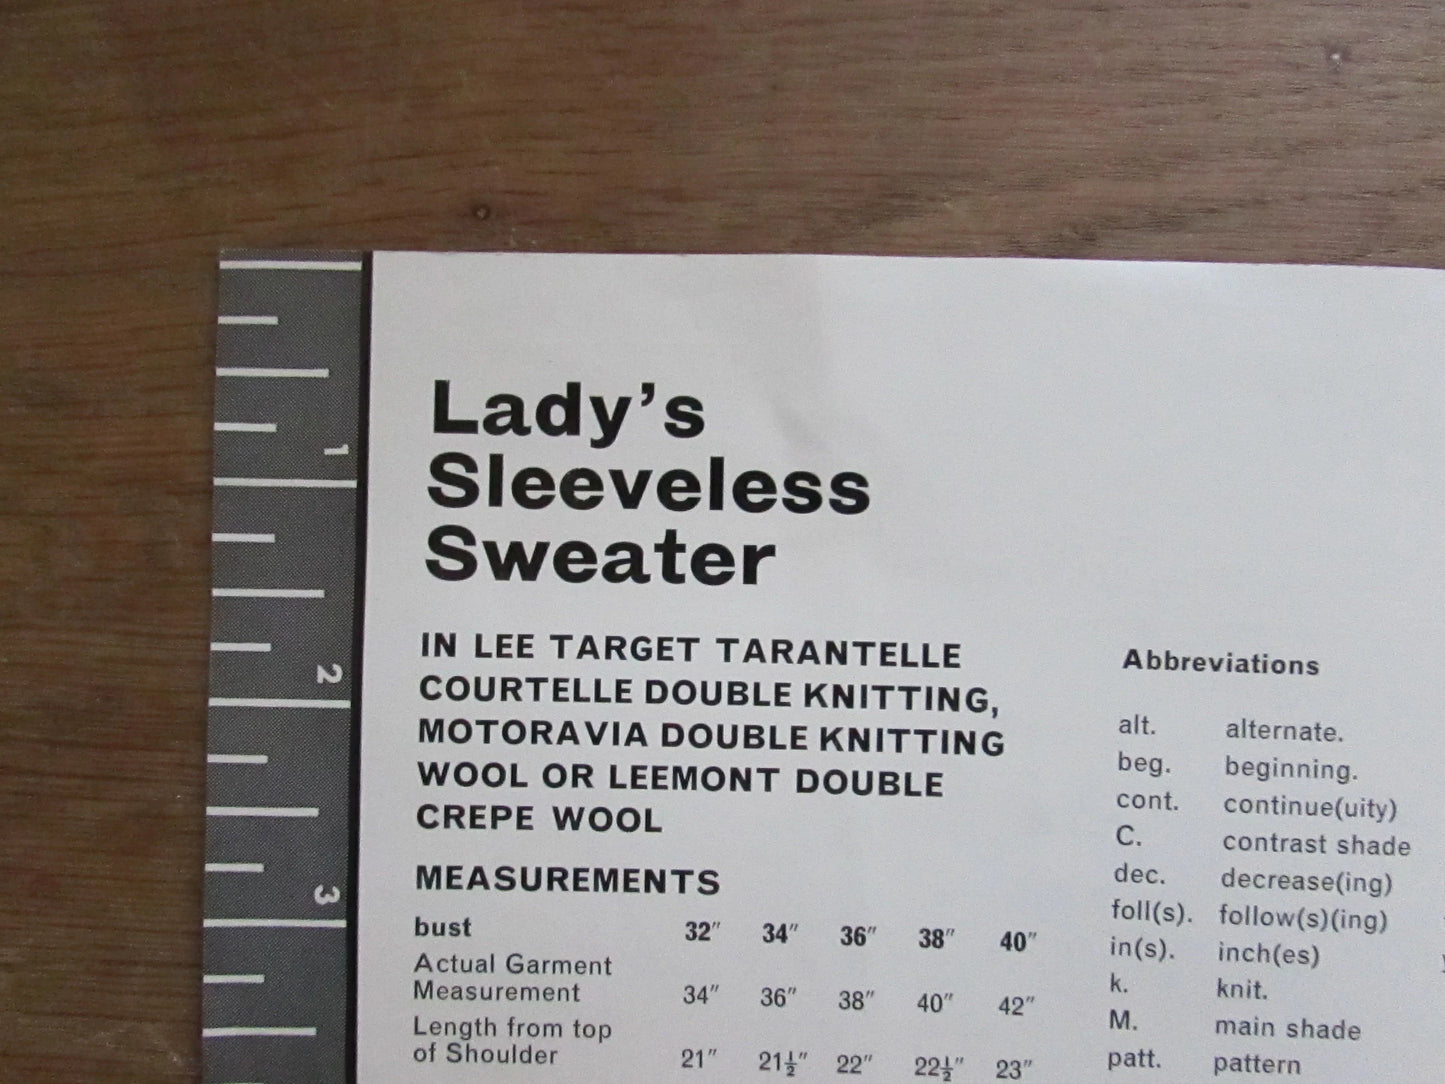 1
2
3
Lady's
Sleeveless
Sweater
IN LEE TARGET TARANTELLE
COURTELLE DOUBLE KNITTING,
MOTORAVIA DOUBLE KNITTING
WOOL OR LEEMONT DOUBLE
CREPE WOOL
MEASUREMENTS
bust 32" 34" 36" 38" 40"
Actual Garment
Measurement 34" 36" 38" 40" 42"
Length from top
of Shoulder 21" 21½" 22" 22½" 23"
Abbreviations
alt. alternate.
beg. beginning.
cont. continue(uity)
C. contrast shade
dec. decrease(ing)
foll(s). follow(s)(ing)
in(s). inch(es)
k. knit.
M. main shade
patt. pattern